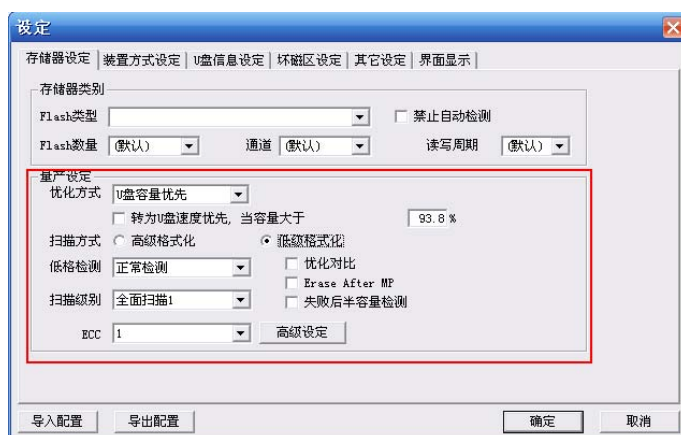 设定
存储器设定 装置方式设定 U盘信息设定 坏磁区设定 其它设定 界面显示
存储器类别
Flash类型 禁止自动检测
Flash数量 (默认) 通道 (默认) 读写周期 (默认)
量产设定
优化方式 U盘容量优先
转为U盘速度优先, 当容量大于 93.8 %
扫描方式 高级格式化 低级格式化
低格检测 正常检测 优化对比
Erase After MP
扫描级别 全面扫描1 失败后半容量检测
ECC 1 高级设定
导入配置 导出配置 确定 取消